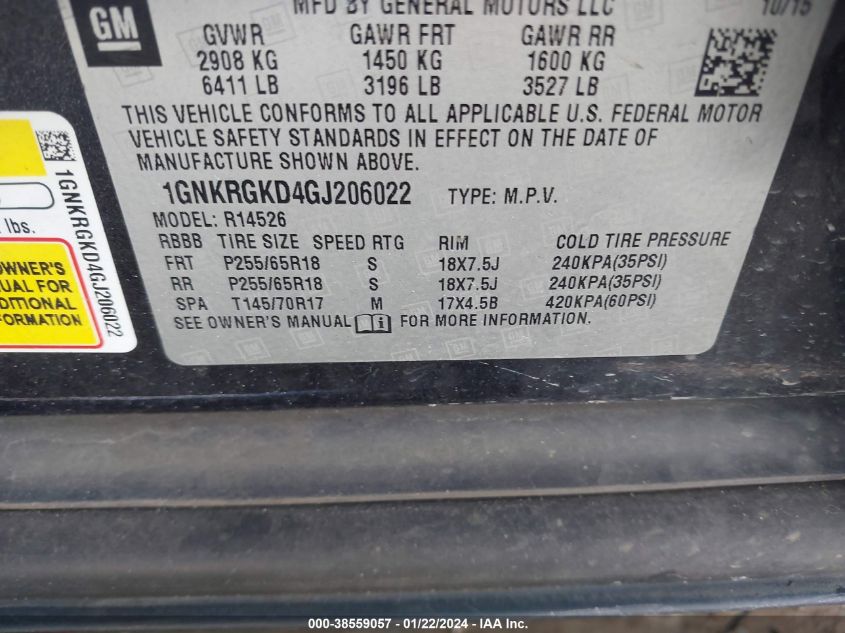 MFD BY GENERAL MOTORS LLC 10/15
GM
GVWR GAWR FRT GAWR RR
2908 KG 1450 KG 1600 KG
6411 LB 3196 LB 3527 LB
THIS VEHICLE CONFORMS TO ALL APPLICABLE U.S. FEDERAL MOTOR
VEHICLE SAFETY STANDARDS IN EFFECT ON THE DATE OF
MANUFACTURE SHOWN ABOVE.
1GNKRGKD4GJ206022 TYPE: M.P.V.
MODEL: R14526
RBBB TIRE SIZE SPEED RTG RIM COLD TIRE PRESSURE
FRT P255/65R18 S 18X7.5J 240KPA(35PSI)
RR P255/65R18 S 18X7.5J 240KPA(35PSI)
SPA T145/70R17 M 17X4.5B 420KPA(60PSI)
SEE OWNER'S MANUAL FOR MORE INFORMATION.
1GNKRGKD4GJ206022
lbs.
OWNER'S
FOR
000-38559057 - 01/22/2024 - IAA Inc.